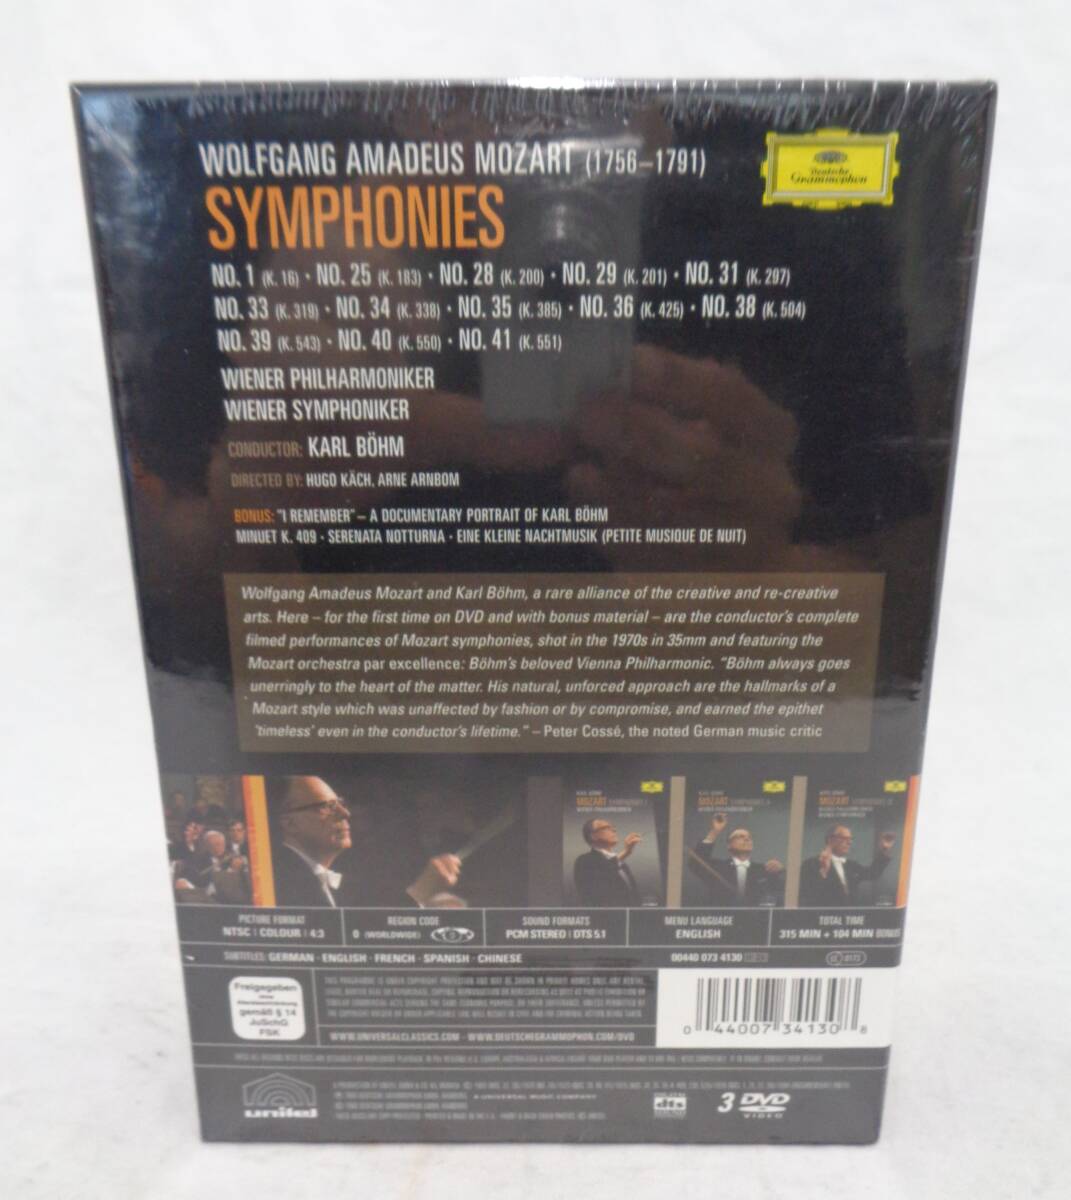 WOLFGANG AMADEUS MOZART (1756–1791)
Deutsche
Grammophon
SYMPHONIES
NO. 1 (K. 16) · NO. 25 (K. 183) · NO. 28 (K. 200) · NO. 29 (K. 201) · NO. 31 (K. 297)
NO. 33 (K. 319) · NO. 34 (K. 338) · NO. 35 (K. 385) · NO. 36 (K. 425) · NO. 38 (K. 504)
NO. 39 (K. 543) · NO. 40 (K. 550) · NO. 41 (K. 551)
WIENER PHILHARMONIKER
WIENER SYMPHONIKER
CONDUCTOR: KARL BÖHM
DIRECTED BY: HUGO KÄCH, ARNE ARNBOM
BONUS: "I REMEMBER" – A DOCUMENTARY PORTRAIT OF KARL BÖHM
MINUET K. 409 · SERENATA NOTTURNA · EINE KLEINE NACHTMUSIK (PETITE MUSIQUE DE NUIT)
Wolfgang Amadeus Mozart and Karl Böhm, a rare alliance of the creative and re-creative
arts. Here – for the first time on DVD and with bonus material – are the conductor's complete
filmed performances of Mozart symphonies, shot in the 1970s in 35mm and featuring the
Mozart orchestra par excellence: Böhm's beloved Vienna Philharmonic. "Böhm always goes
unerringly to the heart of the matter. His natural, unforced approach are the hallmarks of a
Mozart style which was unaffected by fashion or by compromise, and earned the epithet
'timeless' even in the conductor's lifetime." – Peter Cossé, the noted German music critic
MOZART
MOZART
MOZART
PICTURE FORMAT
NTSC | COLOUR | 4:3
REGION CODE
0 (WORLDWIDE)
SOUND FORMATS
PCM STEREO | DTS 5.1
MENU LANGUAGE
ENGLISH
TOTAL TIME
315 MIN + 104 MIN BONUS
SUBTITLES: GERMAN · ENGLISH · FRENCH · SPANISH · CHINESE
00440 073 4130
Freigegeben
ohne
Altersbeschränkung
gemäß § 14
JuSchG
FSK
WWW.UNIVERSALCLASSICS.COM · WWW.DEUTSCHEGRAMMOPHON.COM/DVD
0 44007 34130 8
unitel
A UNIVERSAL MUSIC COMPANY
dts
3 DVD
VIDEO